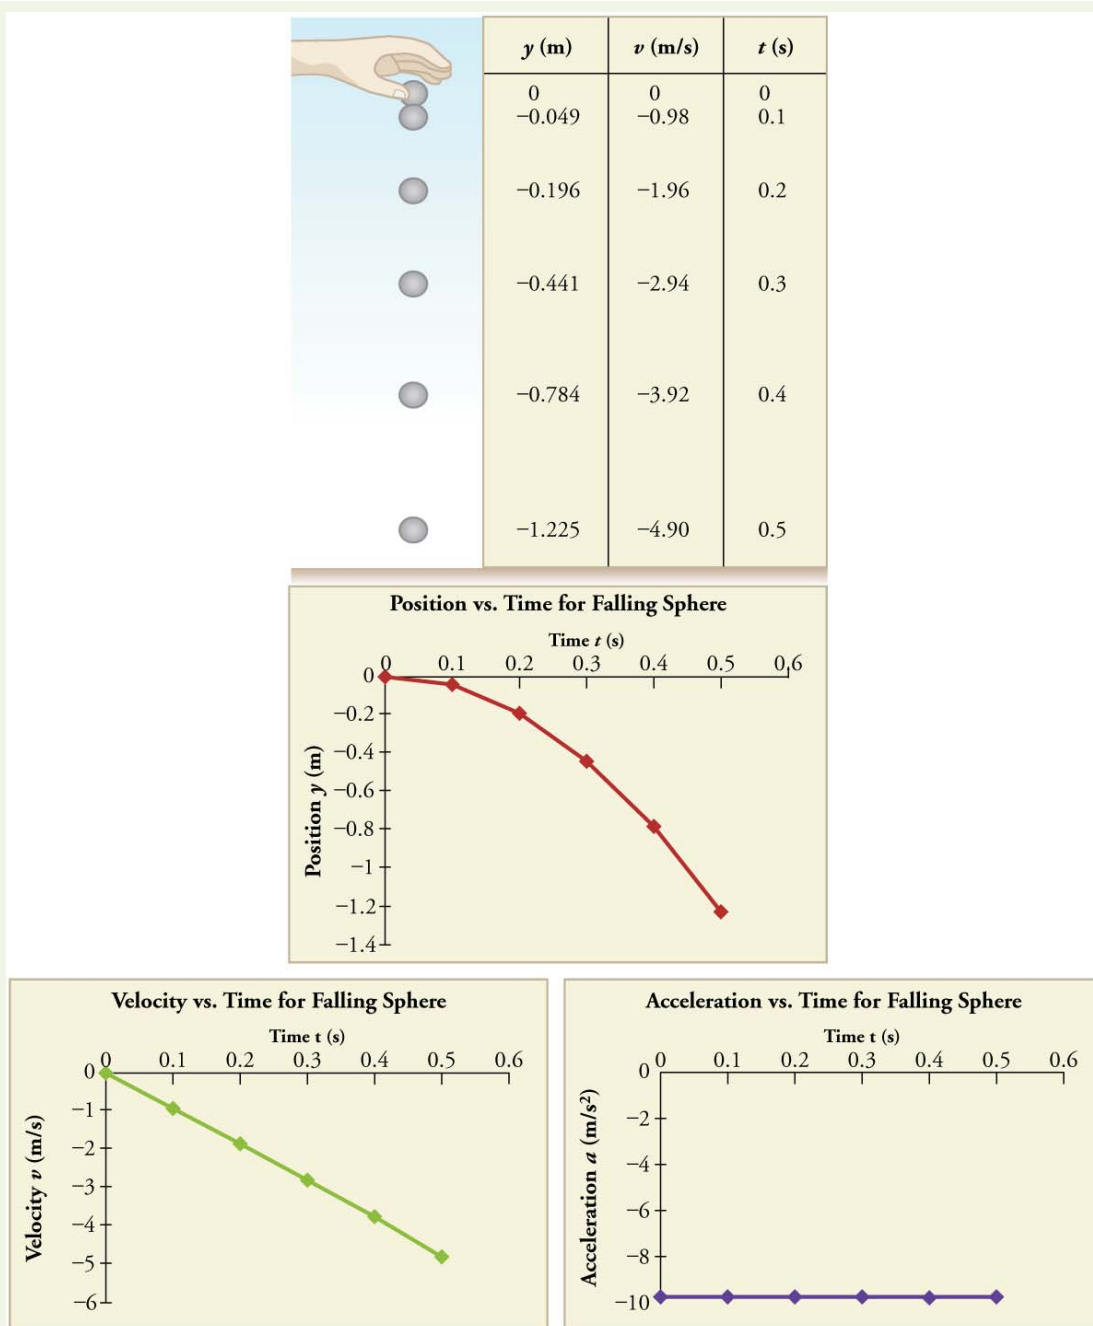 y (m) v (m/s) t (s)
0 0 0
−0.049 −0.98 0.1
−0.196 −1.96 0.2
−0.441 −2.94 0.3
−0.784 −3.92 0.4
−1.225 −4.90 0.5
Position vs. Time for Falling Sphere
Time t (s)
0 0.1 0.2 0.3 0.4 0.5 0.6
0
−0.2
−0.4
−0.6
−0.8
−1
−1.2
−1.4
Position y (m)
Velocity vs. Time for Falling Sphere
Time t (s)
0 0.1 0.2 0.3 0.4 0.5 0.6
0
−1
−2
−3
−4
−5
−6
Velocity v (m/s)
Acceleration vs. Time for Falling Sphere
Time t (s)
0 0.1 0.2 0.3 0.4 0.5 0.6
0
−2
−4
−6
−8
−10
Acceleration a (m/s²)